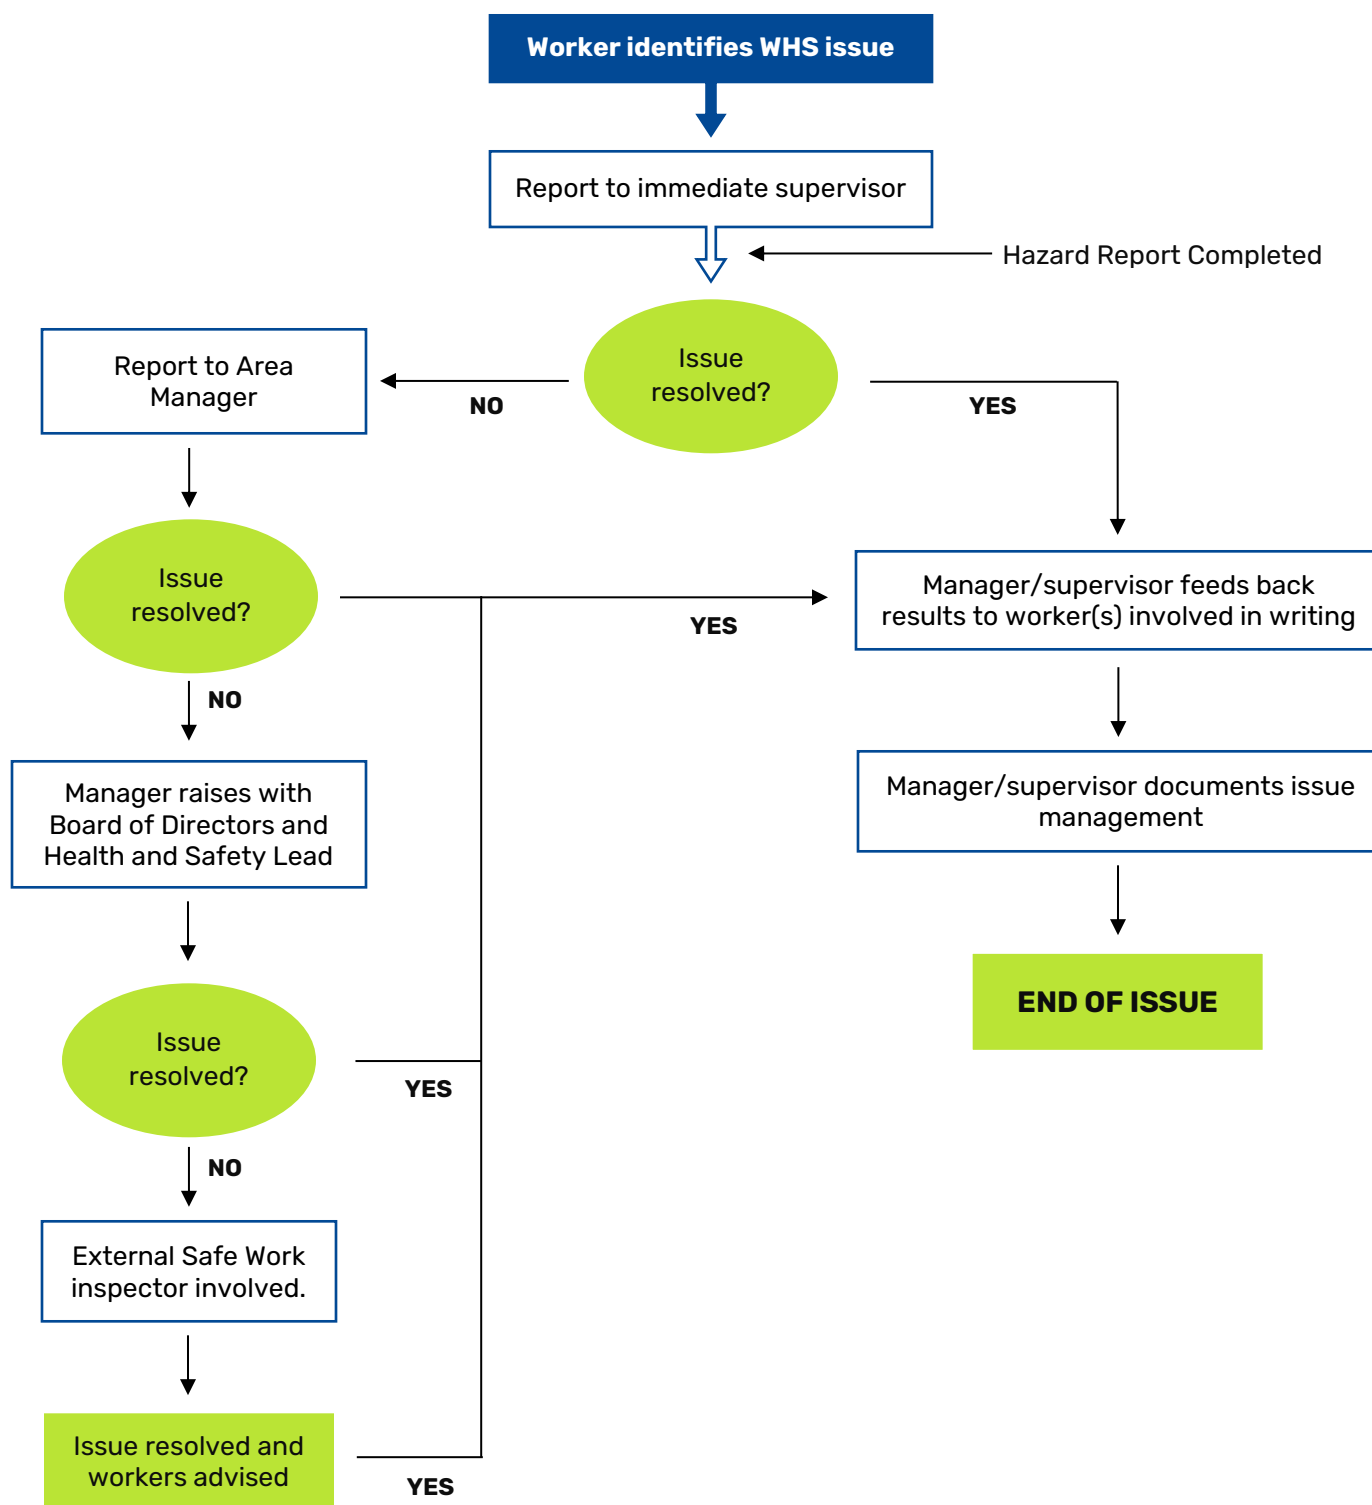 Worker identifies WHS issue
Report to immediate supervisor
Hazard Report Completed
Issue
resolved?
NO
YES
Report to Area
Manager
Issue
resolved?
YES
NO
Manager/supervisor feeds back
results to worker(s) involved in writing
Manager raises with
Board of Directors and
Health and Safety Lead
Manager/supervisor documents issue
management
END OF ISSUE
Issue
resolved?
YES
NO
External Safe Work
inspector involved.
Issue resolved and
workers advised
YES